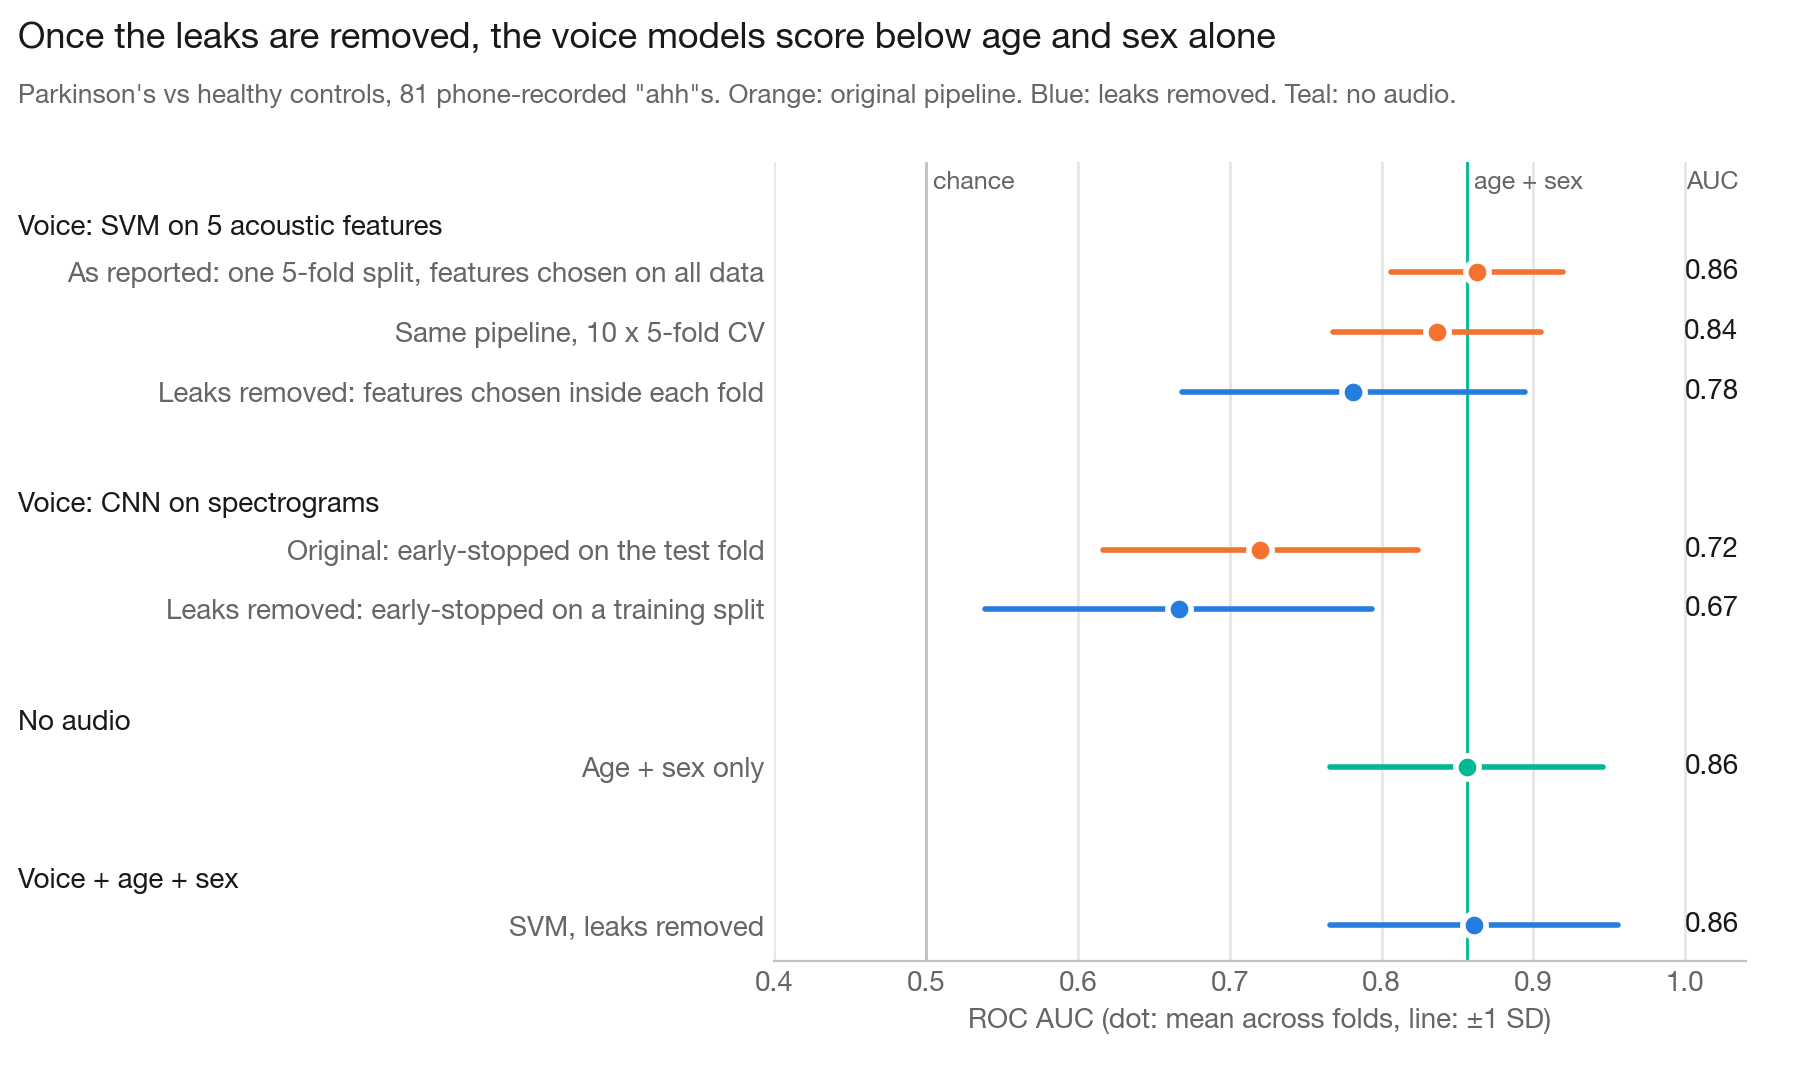 Once the leaks are removed, the voice models score below age and sex alone
Parkinson's vs healthy controls, 81 phone-recorded "ahh"s. Orange: original pipeline. Blue: leaks removed. Teal: no audio.
chance age + sex AUC
Voice: SVM on 5 acoustic features
As reported: one 5-fold split, features chosen on all data 0.86
Same pipeline, 10 x 5-fold CV 0.84
Leaks removed: features chosen inside each fold 0.78
Voice: CNN on spectrograms
Original: early-stopped on the test fold 0.72
Leaks removed: early-stopped on a training split 0.67
No audio
Age + sex only 0.86
Voice + age + sex
SVM, leaks removed 0.86
0.4 0.5 0.6 0.7 0.8 0.9 1.0
ROC AUC (dot: mean across folds, line: ±1 SD)